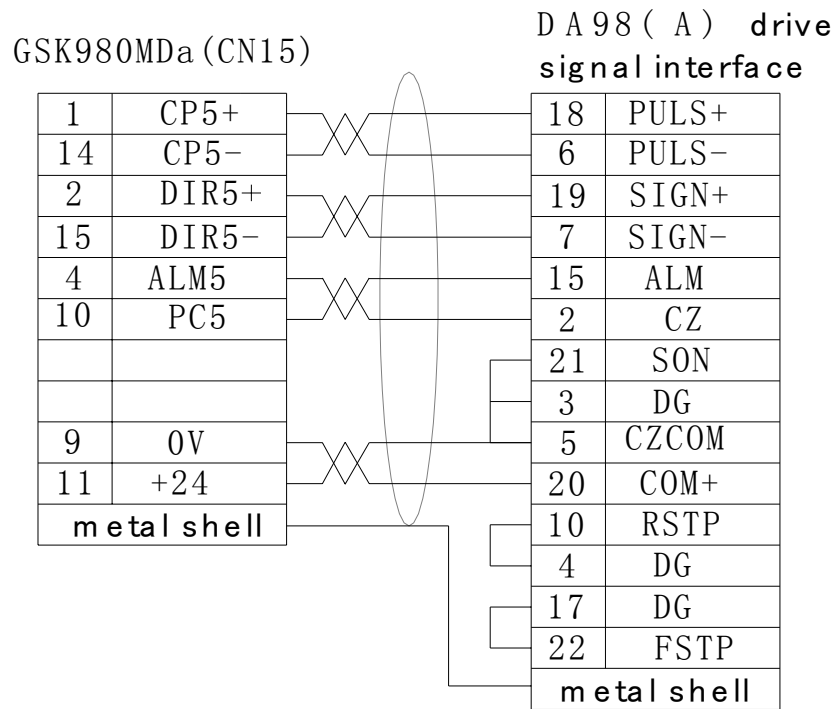 GSK980MDa(CN15)
DA98(A) drive
signal interface
1 CP5+
14 CP5-
2 DIR5+
15 DIR5-
4 ALM5
10 PC5
9 0V
11 +24
metal shell
18 PULS+
6 PULS-
19 SIGN+
7 SIGN-
15 ALM
2 CZ
21 SON
3 DG
5 CZCOM
20 COM+
10 RSTP
4 DG
17 DG
22 FSTP
metal shell